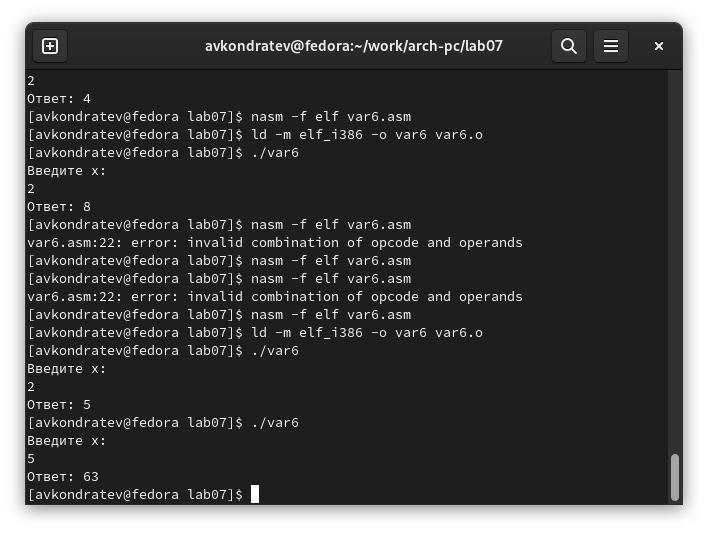 avkondratev@fedora:~/work/arch-pc/lab07
2
Ответ: 4
[avkondratev@fedora lab07]$ nasm -f elf var6.asm
[avkondratev@fedora lab07]$ ld -m elf_i386 -o var6 var6.o
[avkondratev@fedora lab07]$ ./var6
Введите x:
2
Ответ: 8
[avkondratev@fedora lab07]$ nasm -f elf var6.asm
var6.asm:22: error: invalid combination of opcode and operands
[avkondratev@fedora lab07]$ nasm -f elf var6.asm
[avkondratev@fedora lab07]$ nasm -f elf var6.asm
var6.asm:22: error: invalid combination of opcode and operands
[avkondratev@fedora lab07]$ nasm -f elf var6.asm
[avkondratev@fedora lab07]$ ld -m elf_i386 -o var6 var6.o
[avkondratev@fedora lab07]$ ./var6
Введите x:
2
Ответ: 5
[avkondratev@fedora lab07]$ ./var6
Введите x:
5
Ответ: 63
[avkondratev@fedora lab07]$